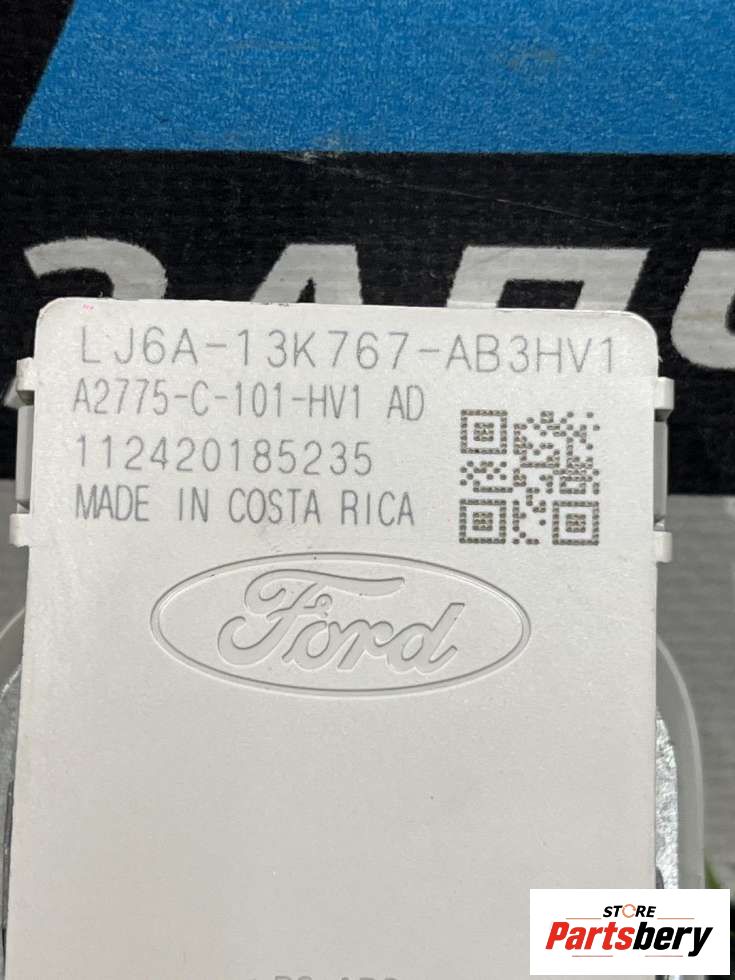 LJ6A-13K767-AB3HV1
A2775-C-101-HV1 AD
112420185235
MADE IN COSTA RICA
Ford
STORE
Partsbery